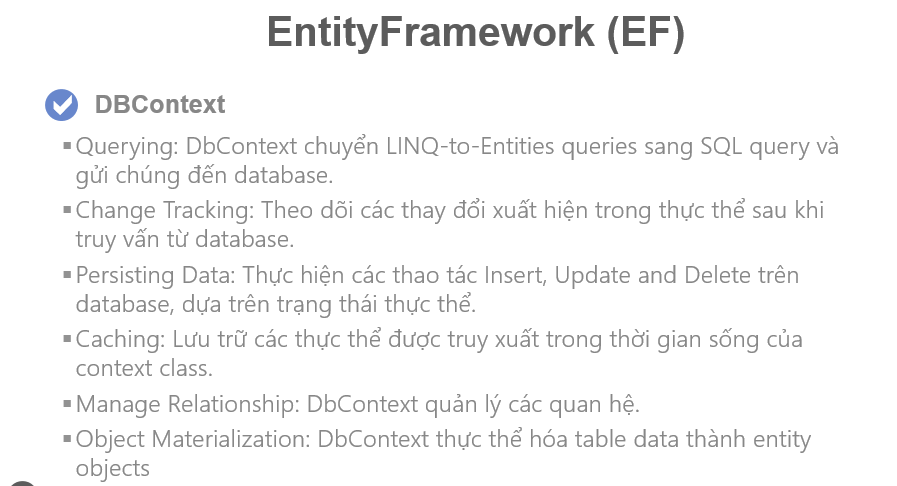 EntityFramework (EF)
DBContext
▪Querying: DbContext chuyển LINQ-to-Entities queries sang SQL query và
gửi chúng đến database.
▪Change Tracking: Theo dõi các thay đổi xuất hiện trong thực thể sau khi
truy vấn từ database.
▪Persisting Data: Thực hiện các thao tác Insert, Update and Delete trên
database, dựa trên trạng thái thực thể.
▪Caching: Lưu trữ các thực thể được truy xuất trong thời gian sống của
context class.
▪Manage Relationship: DbContext quản lý các quan hệ.
▪Object Materialization: DbContext thực thể hóa table data thành entity
objects